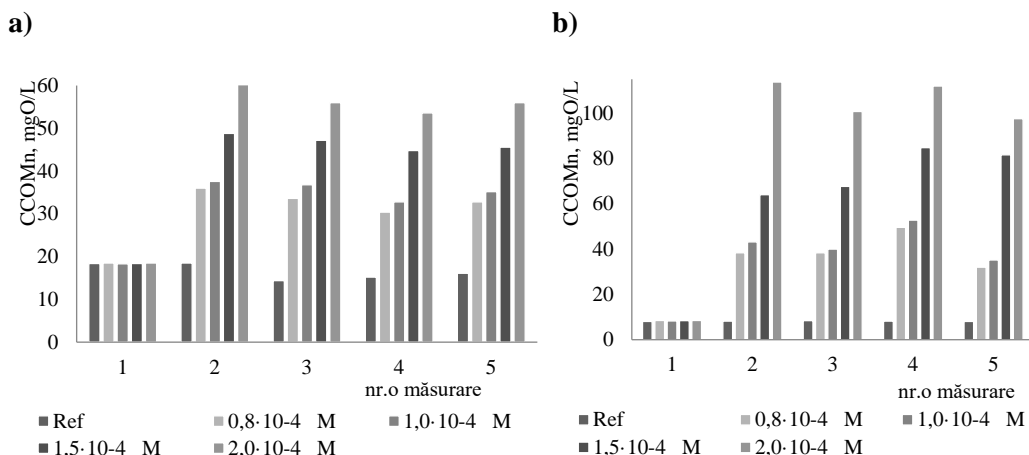 a)
CCOMn, mgO/L
60
50
40
30
20
10
0
1 2 3 4 5
nr.o măsurare
Ref 0,8·10-4 M 1,0·10-4 M
1,5·10-4 M 2,0·10-4 M
b)
CCOMn, mgO/L
100
80
60
40
20
0
1 2 3 4 5
nr.o măsurare
Ref 0,8·10-4 M 1,0·10-4 M
1,5·10-4 M 2,0·10-4 M